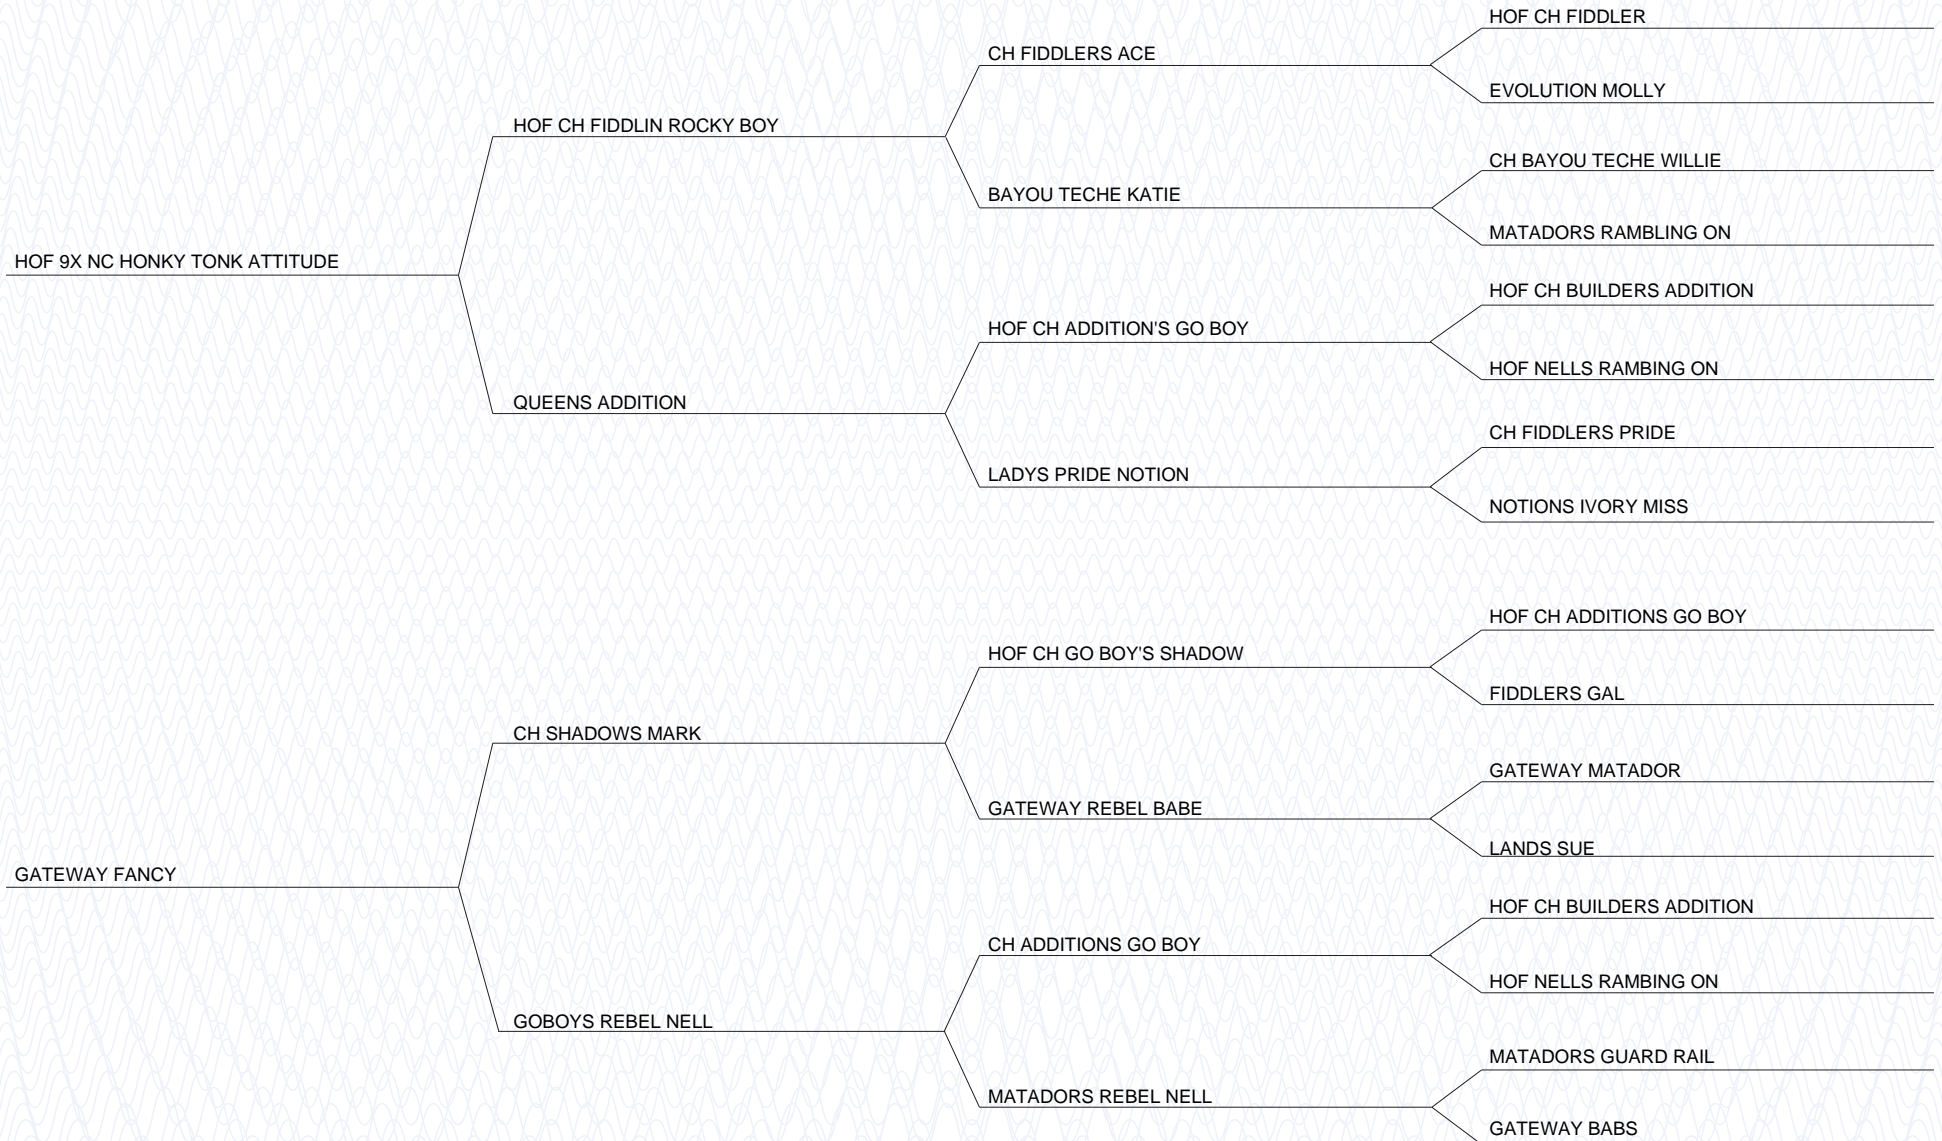 HOF CH FIDDLER
CH FIDDLERS ACE
EVOLUTION MOLLY
HOF CH FIDDLIN ROCKY BOY
CH BAYOU TECHE WILLIE
BAYOU TECHE KATIE
MATADORS RAMBLING ON
HOF 9X NC HONKY TONK ATTITUDE
HOF CH BUILDERS ADDITION
HOF CH ADDITION'S GO BOY
HOF NELLS RAMBING ON
QUEENS ADDITION
CH FIDDLERS PRIDE
LADYS PRIDE NOTION
NOTIONS IVORY MISS
HOF CH ADDITIONS GO BOY
HOF CH GO BOY'S SHADOW
FIDDLERS GAL
CH SHADOWS MARK
GATEWAY MATADOR
GATEWAY REBEL BABE
LANDS SUE
GATEWAY FANCY
HOF CH BUILDERS ADDITION
CH ADDITIONS GO BOY
HOF NELLS RAMBING ON
GOBOYS REBEL NELL
MATADORS GUARD RAIL
MATADORS REBEL NELL
GATEWAY BABS